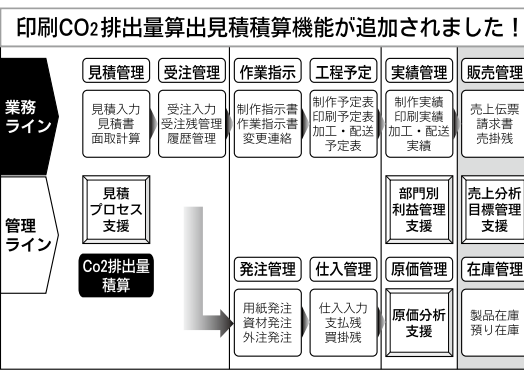 印刷CO2排出量算出見積積算機能が追加されました！
見積管理
受注管理
作業指示
工程予定
実績管理
販売管理
業務
ライン
見積入力
見積書
面取計算
受注入力
受注残管理
履歴管理
制作指示書
作業指示書
変更連絡
制作予定表
印刷予定表
加工・配送
予定表
制作実績
印刷実績
加工・配送
実績
売上伝票
請求書
売掛残
管理
ライン
見積
プロセス
支援
部門別
利益管理
支援
売上分析
目標管理
支援
Co2排出量
積算
発注管理
仕入管理
原価管理
在庫管理
用紙発注
資材発注
外注発注
仕入入力
支払残
買掛残
原価分析
支援
製品在庫
預り在庫